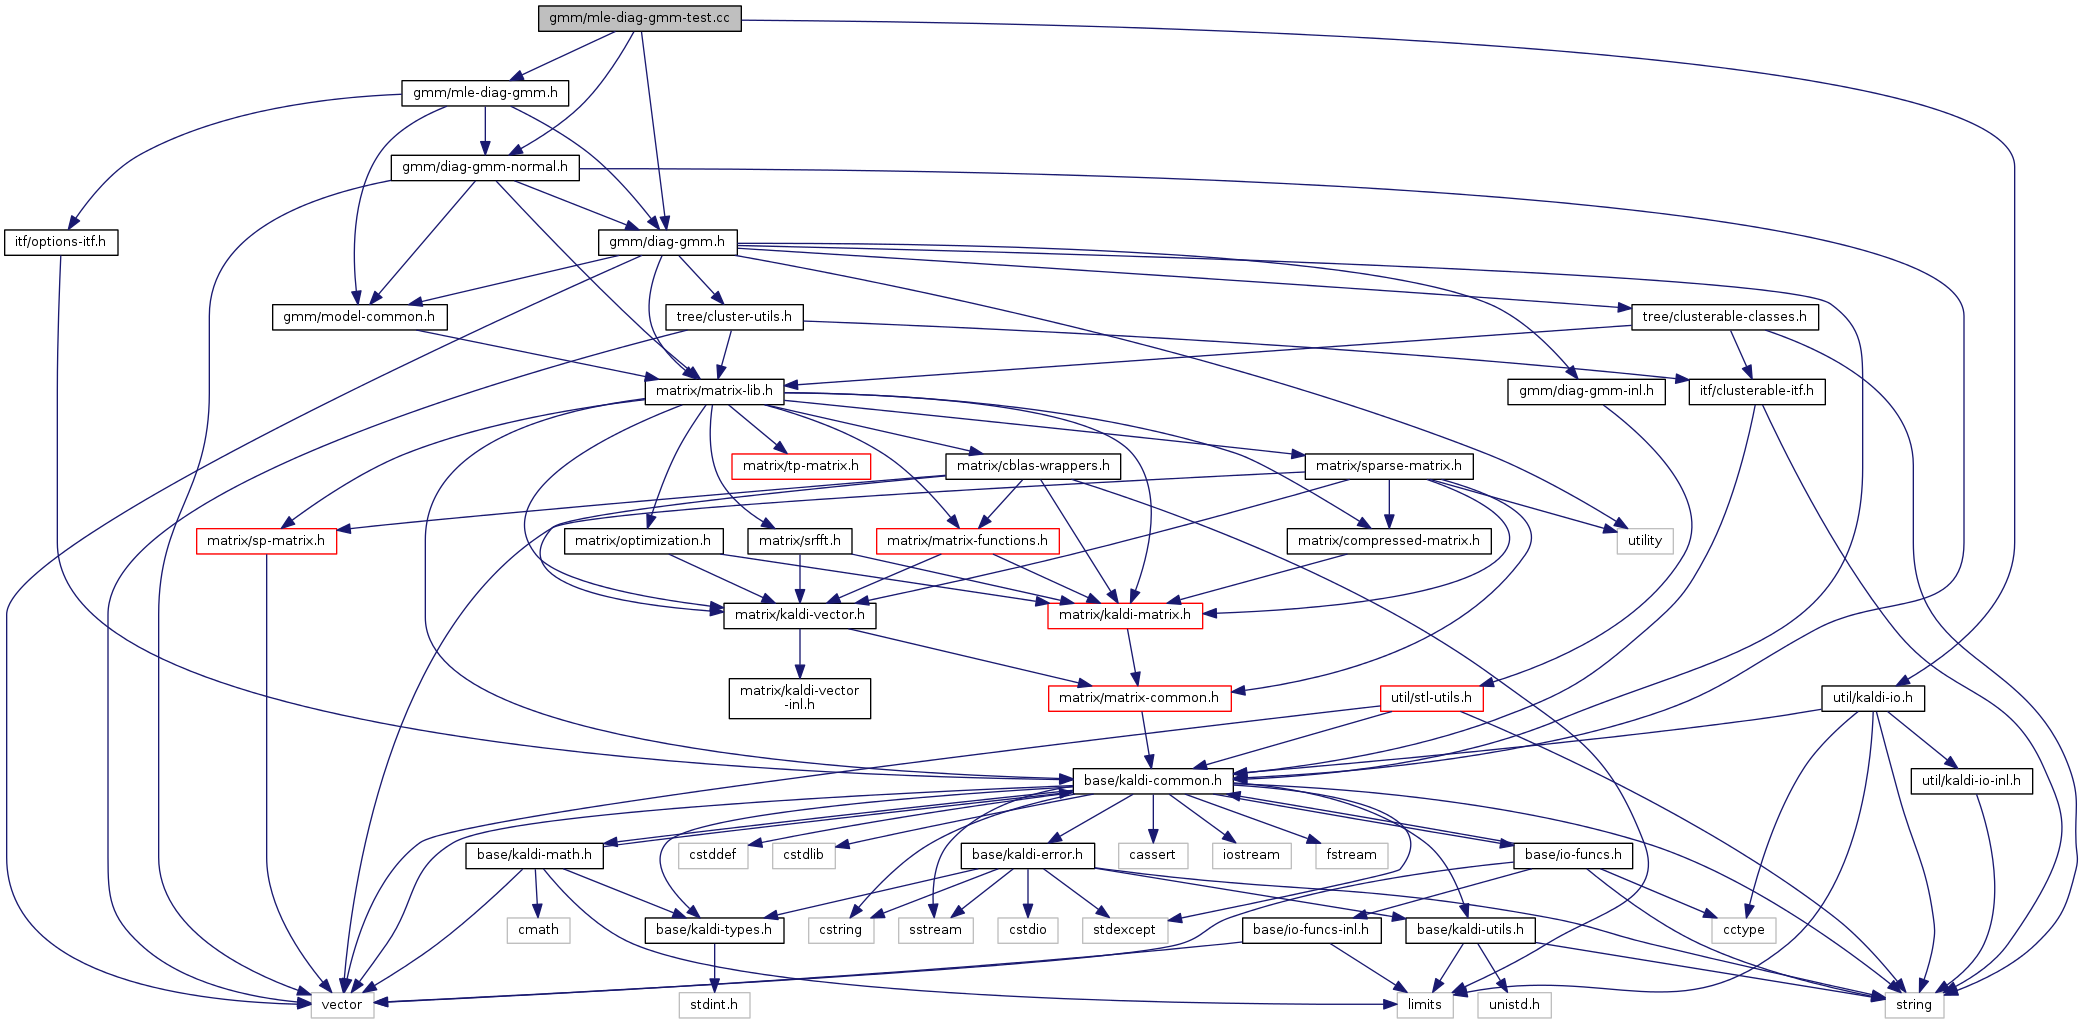 gmm/mle-diag-gmm-test.cc
gmm/mle-diag-gmm.h
gmm/diag-gmm-normal.h
itf/options-itf.h
gmm/diag-gmm.h
gmm/model-common.h
tree/cluster-utils.h
tree/clusterable-classes.h
matrix/matrix-lib.h
gmm/diag-gmm-inl.h
itf/clusterable-itf.h
matrix/tp-matrix.h
matrix/cblas-wrappers.h
matrix/sparse-matrix.h
matrix/sp-matrix.h
matrix/optimization.h
matrix/srfft.h
matrix/matrix-functions.h
matrix/compressed-matrix.h
utility
matrix/kaldi-vector.h
matrix/kaldi-matrix.h
matrix/kaldi-vector
-inl.h
matrix/matrix-common.h
util/stl-utils.h
util/kaldi-io.h
base/kaldi-common.h
util/kaldi-io-inl.h
base/kaldi-math.h
cstddef
cstdlib
base/kaldi-error.h
cassert
iostream
fstream
base/io-funcs.h
cmath
base/kaldi-types.h
cstring
sstream
cstdio
stdexcept
base/io-funcs-inl.h
base/kaldi-utils.h
cctype
vector
stdint.h
limits
unistd.h
string